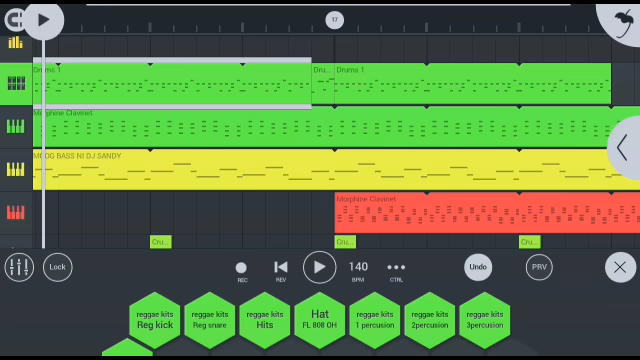 17
Drums 1
Dru...
Drums 1
Morphine Clavinet
MOOG BASS NI DJ SANDY
Morphine Clavinet
Cru...
Cru...
Cru...
Lock
REC
REV
140
BPM
CTRL
Undo
PRV
reggae kits
Reg kick
reggae kits
Reg snare
reggae kits
Hits
Hat
FL 808 OH
reggae kits
1 percusion
reggae kits
2percusion
reggae kits
3percusion